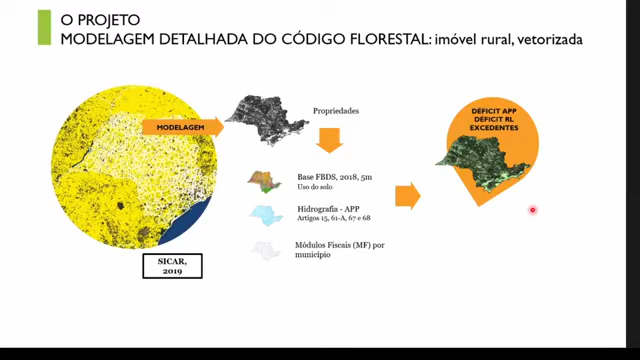 O PROJETO
MODELAGEM DETALHADA DO CÓDIGO FLORESTAL: imóvel rural, vetorizada
MODELAGEM
Propriedades
Base FBDS, 2018, 5m
Uso do solo
Hidrografia - APP
Artigos 15, 61-A, 67 e 68
Módulos Fiscais (MF) por
município
SICAR,
2019
DÉFICIT APP
DÉFICIT RL
EXCEDENTES